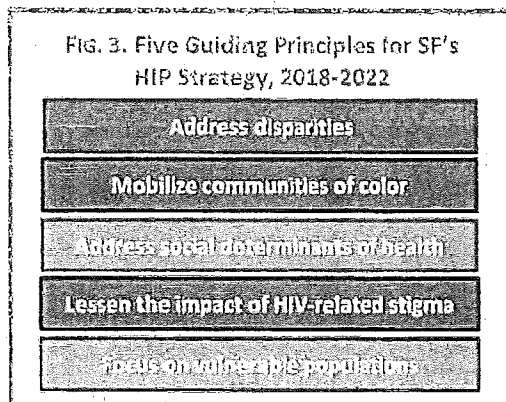 FIG. 3. Five Guiding Principles for SF's
HIP Strategy, 2018-2022
Address disparities
Mobilize communities of color
Address social determinants of health
Lessen the impact of HIV-related stigma
Focus on vulnerable populations